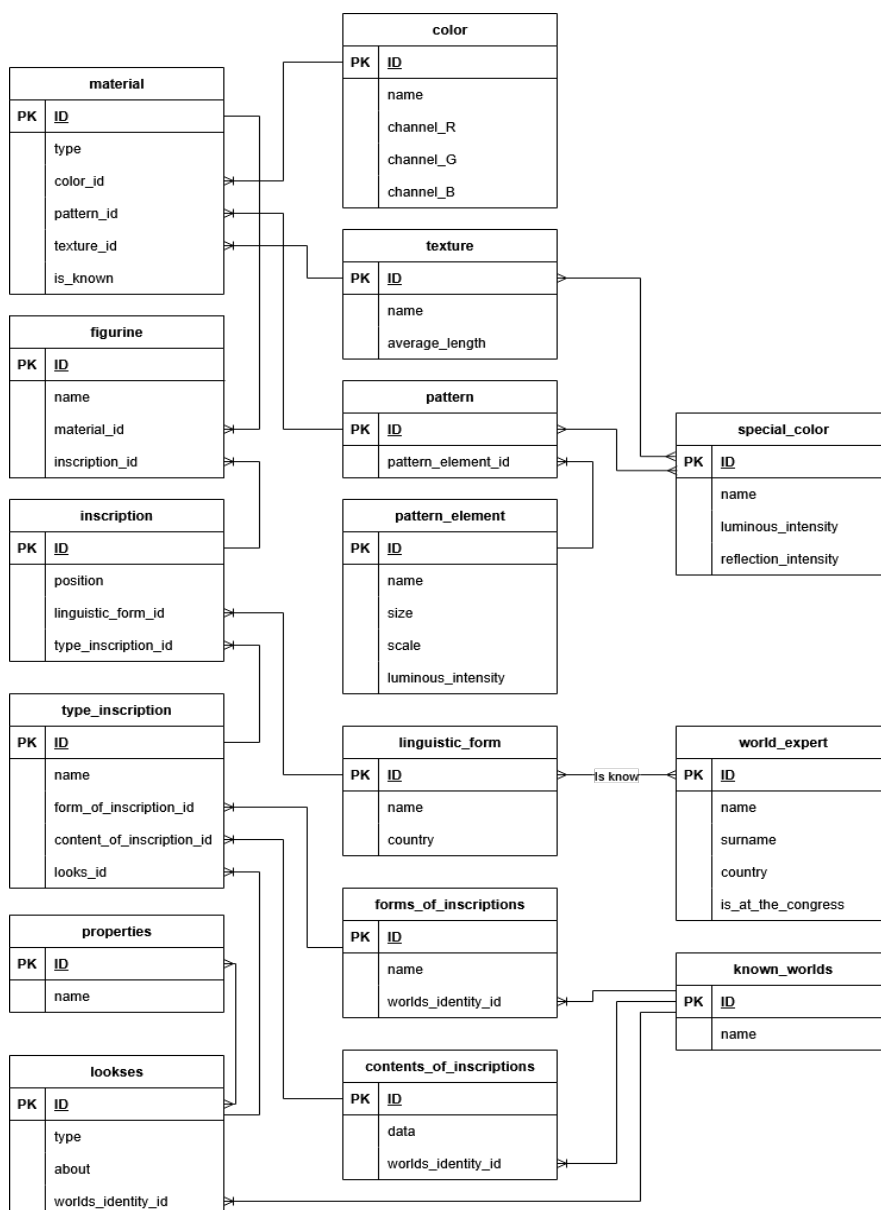 color
PK ID
name
channel_R
channel_G
channel_B
material
PK ID
type
color_id
pattern_id
texture_id
is_known
texture
PK ID
name
average_length
figurine
PK ID
name
material_id
inscription_id
pattern
PK ID
pattern_element_id
special_color
PK ID
name
luminous_intensity
reflection_intensity
inscription
PK ID
position
linguistic_form_id
type_inscription_id
pattern_element
PK ID
name
size
scale
luminous_intensity
type_inscription
PK ID
name
form_of_inscription_id
content_of_inscription_id
looks_id
linguistic_form
PK ID
name
country
Is know
world_expert
PK ID
name
surname
country
is_at_the_congress
forms_of_inscriptions
PK ID
name
worlds_identity_id
properties
PK ID
name
known_worlds
PK ID
name
lookses
PK ID
type
about
worlds_identity_id
contents_of_inscriptions
PK ID
data
worlds_identity_id